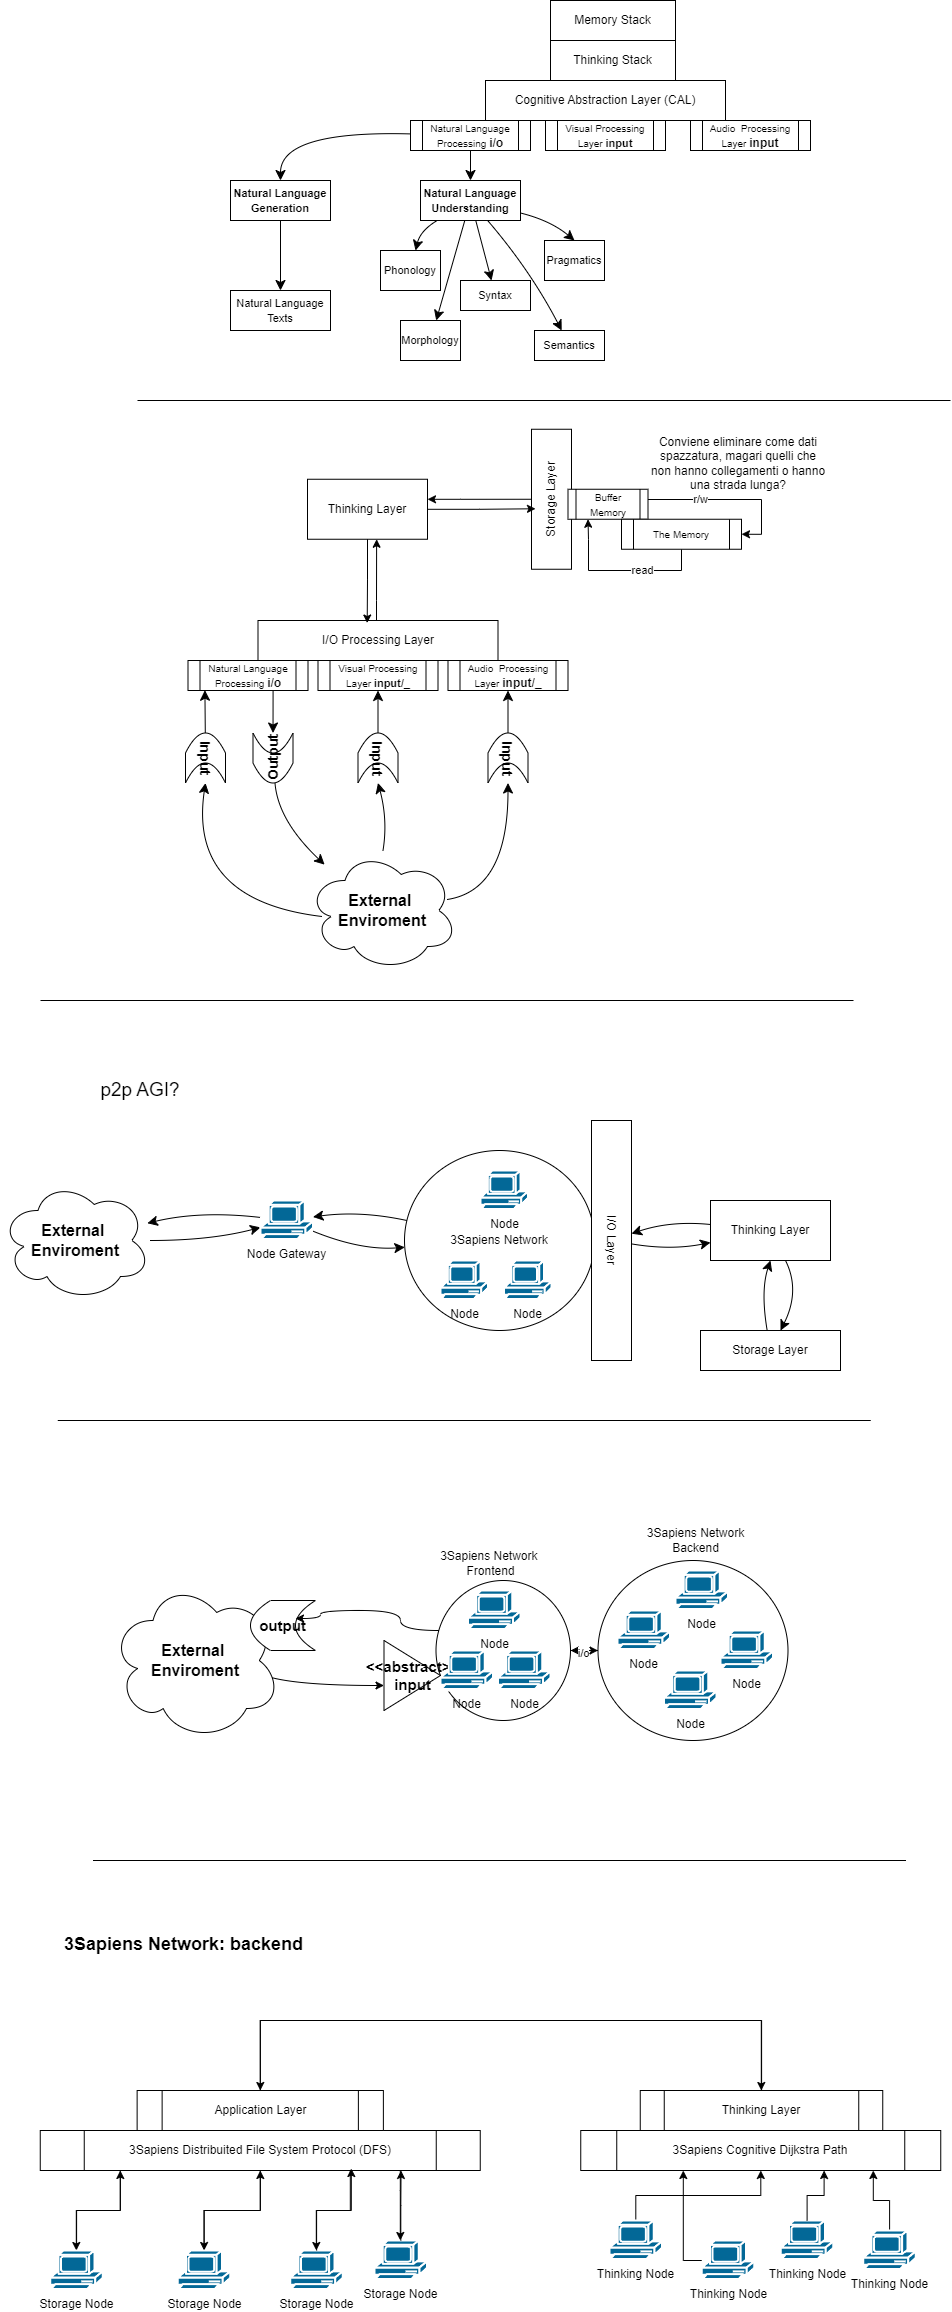 Memory Stack
Thinking Stack
Cognitive Abstraction Layer (CAL)
Natural Language
Processing i/o
Visual Processing
Layer input
Audio Processing
Layer input
Natural Language
Generation
Natural Language
Understanding
Phonology
Pragmatics
Syntax
Natural Language
Texts
Morphology
Semantics
Conviene eliminare come dati
spazzatura, magari quelli che
non hanno collegamenti o hanno
una strada lunga?
Thinking Layer
Storage Layer
Buffer
Memory
r/w
The Memory
read
I/O Processing Layer
Natural Language
Processing i/o
Visual Processing
Layer input/_
Audio Processing
Layer input/_
Input
Output
Input
Input
External
Enviroment
p2p AGI?
External
Enviroment
Node Gateway
Node
3Sapiens Network
Node
Node
I/O Layer
Thinking Layer
Storage Layer
3Sapiens Network
Frontend
3Sapiens Network
Backend
External
Enviroment
output
<<abstract>
input
Node
Node
Node
i/o
Node
Node
Node
Node
3Sapiens Network: backend
Application Layer
3Sapiens Distribuited File System Protocol (DFS)
Thinking Layer
3Sapiens Cognitive Dijkstra Path
Storage Node
Storage Node
Storage Node
Storage Node
Thinking Node
Thinking Node
Thinking Node
Thinking Node